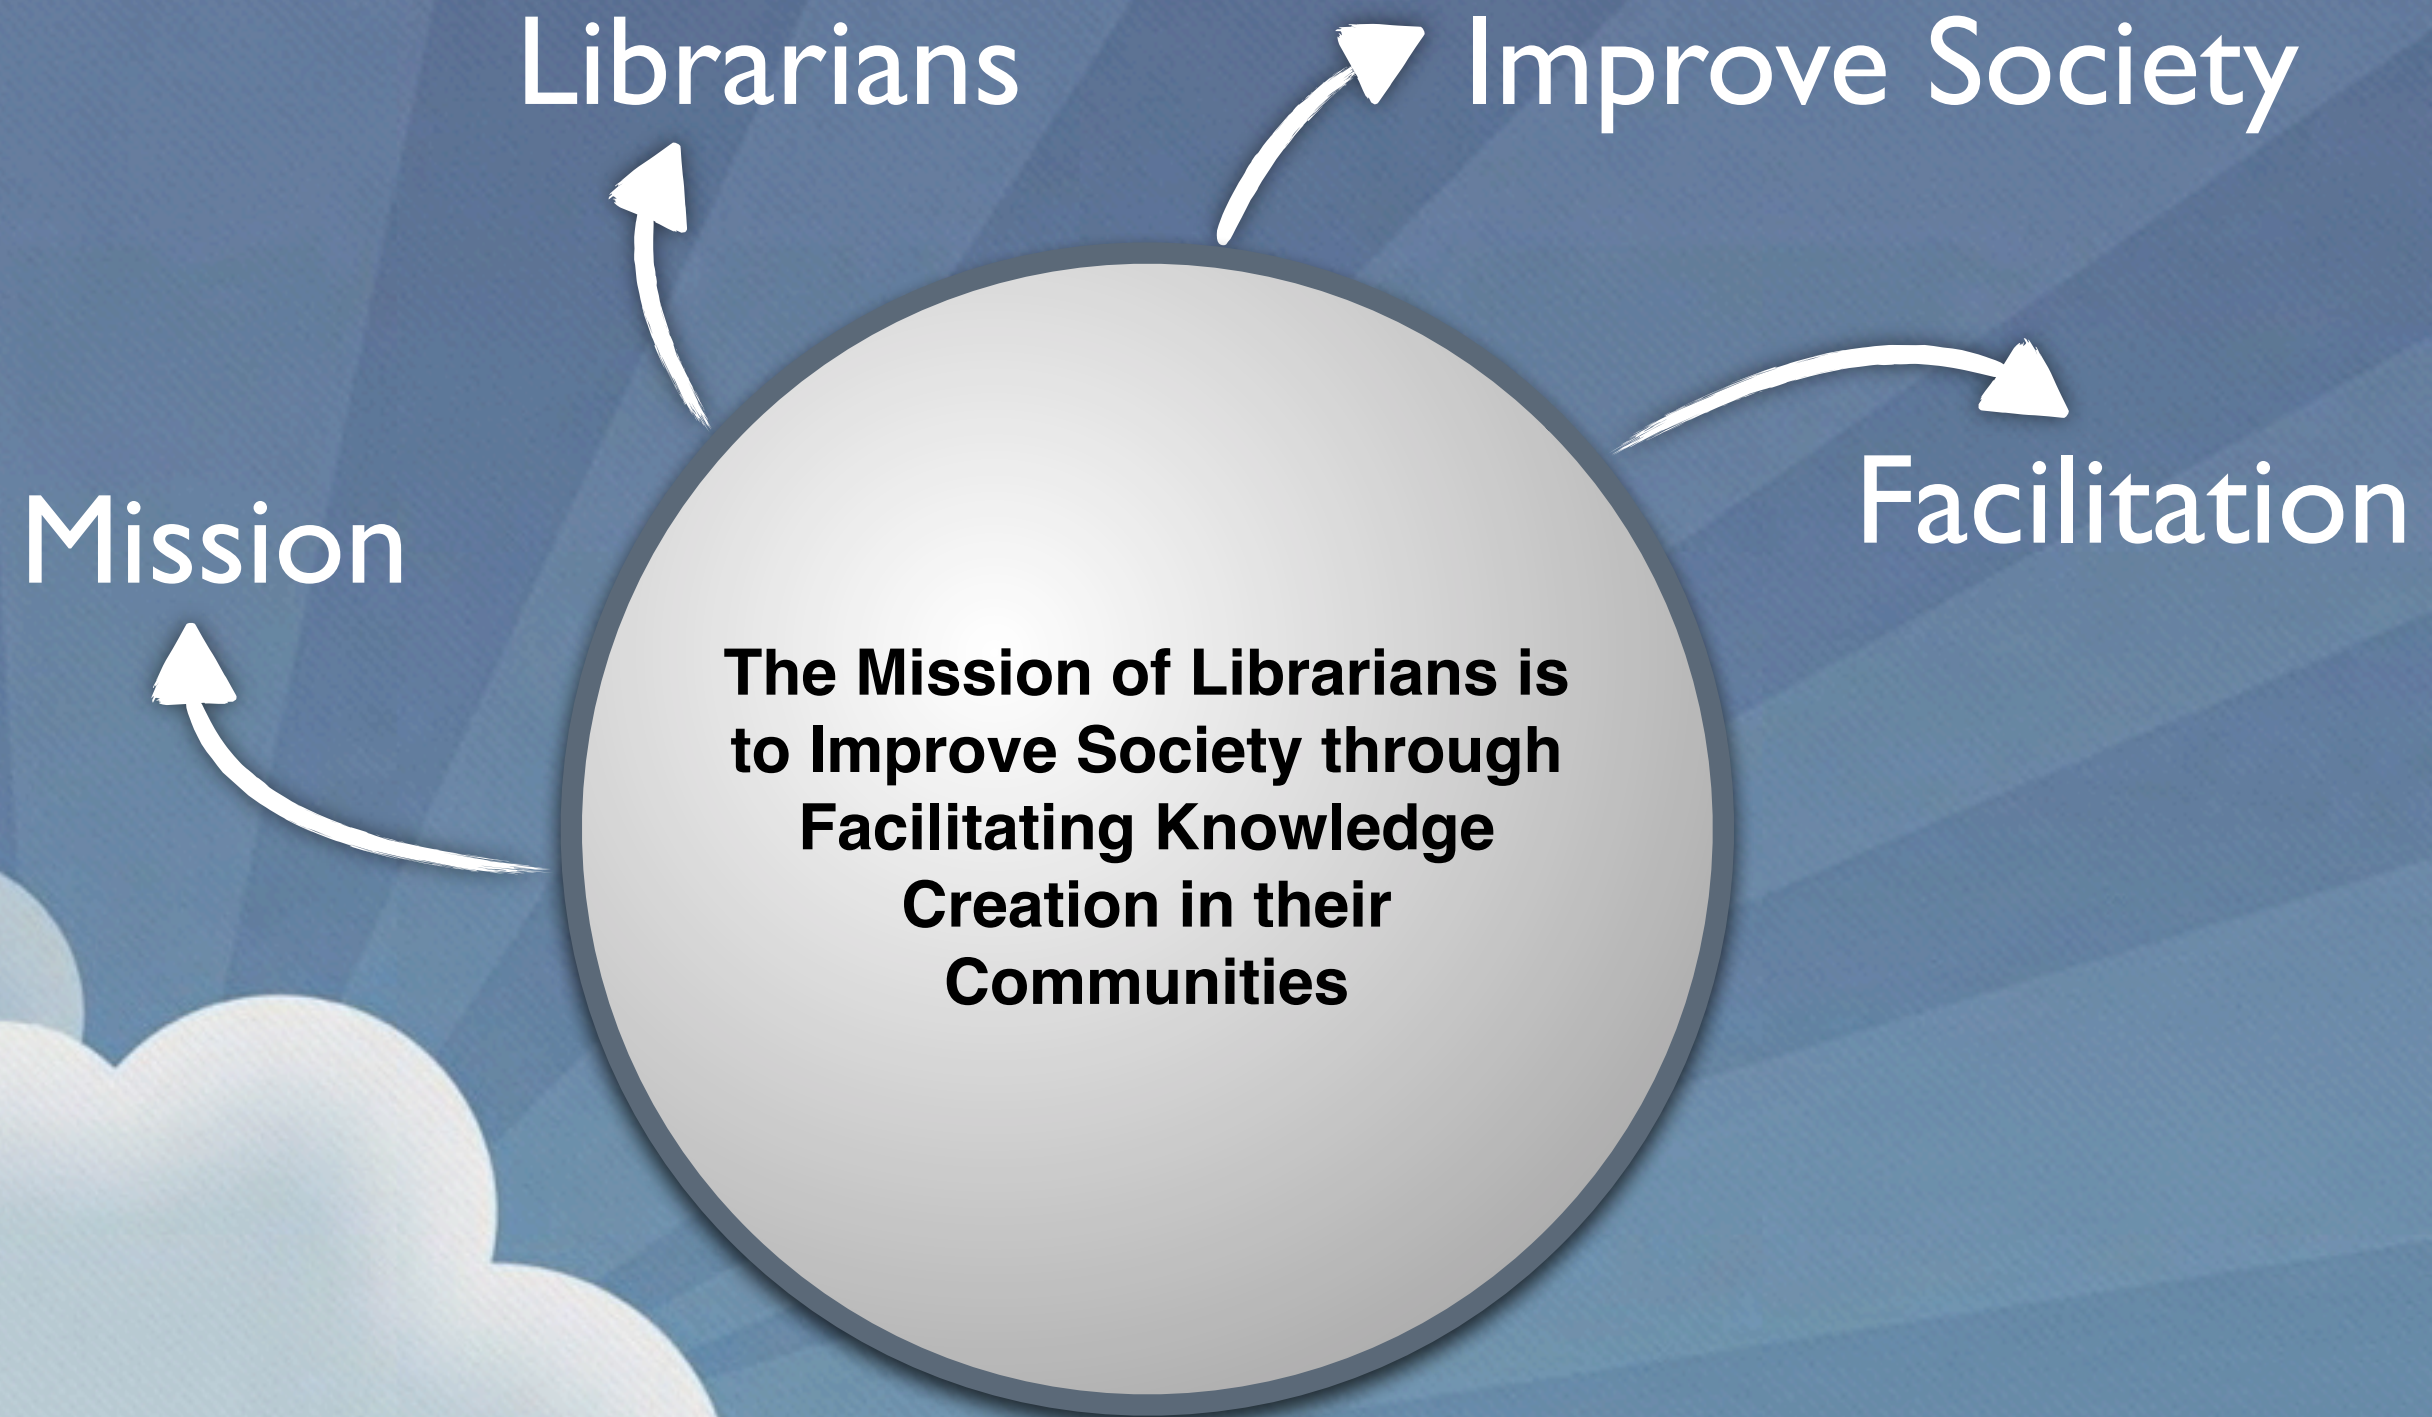 Librarians
Improve Society
Mission
Facilitation
The Mission of Librarians is
to Improve Society through
Facilitating Knowledge
Creation in their
Communities